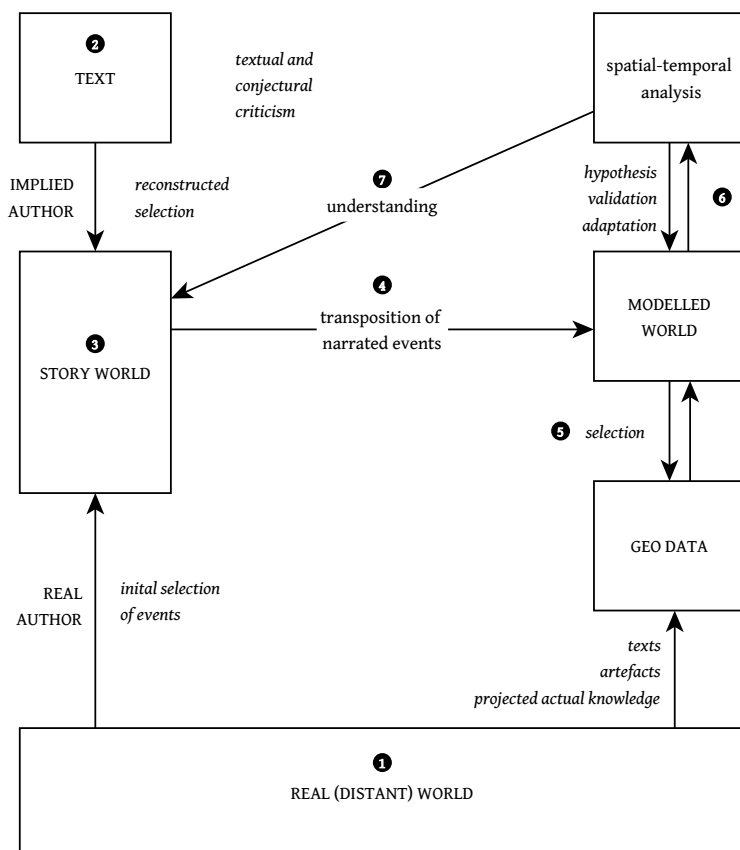 ❷
TEXT
textual and
conjectural
criticism
spatial-temporal
analysis
IMPLIED
AUTHOR
reconstructed
selection
❼
understanding
hypothesis
validation
adaptation
❻
❸
STORY WORLD
❹
transposition of
narrated events
MODELLED
WORLD
❺ selection
GEO DATA
REAL
AUTHOR
inital selection
of events
texts
artefacts
projected actual knowledge
❶
REAL (DISTANT) WORLD